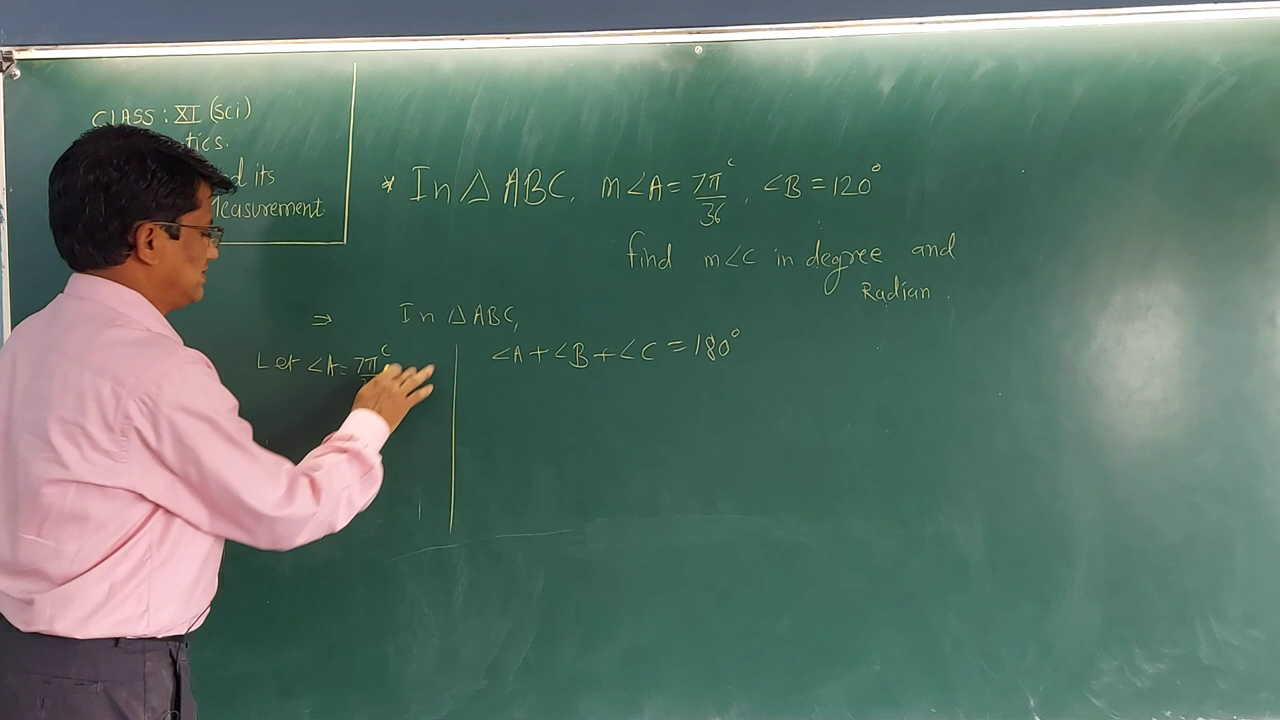 CLASS: XI (Sci)
tics.
d its
Measurement
* In △ ABC, m∠A = 7π/36 ᶜ, ∠B = 120°
find m∠C in degree and
Radian.
⇒ In △ ABC,
∠A + ∠B + ∠C = 180°
Let ∠A = 7π ᶜ